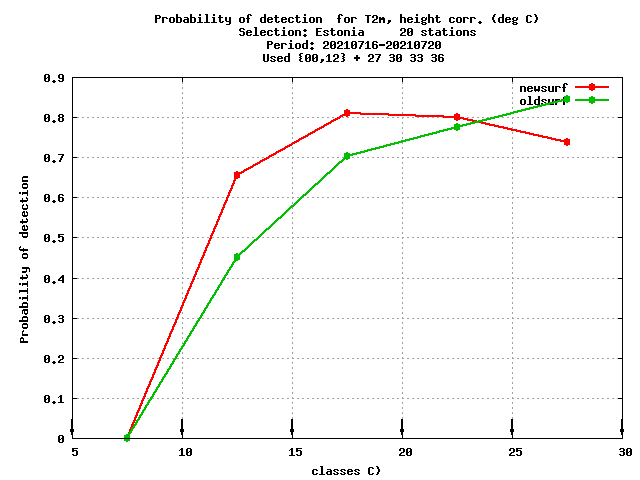 Probability of detection  for T2m, height corr. (deg C)
Selection: Estonia     20 stations
Period: 20210716-20210720
Used {00,12} + 27 30 33 36
newsurf
oldsurf
0.9
0.8
0.7
0.6
0.5
0.4
0.3
0.2
0.1
0
Probability of detection
5 10 15 20 25 30
classes C)